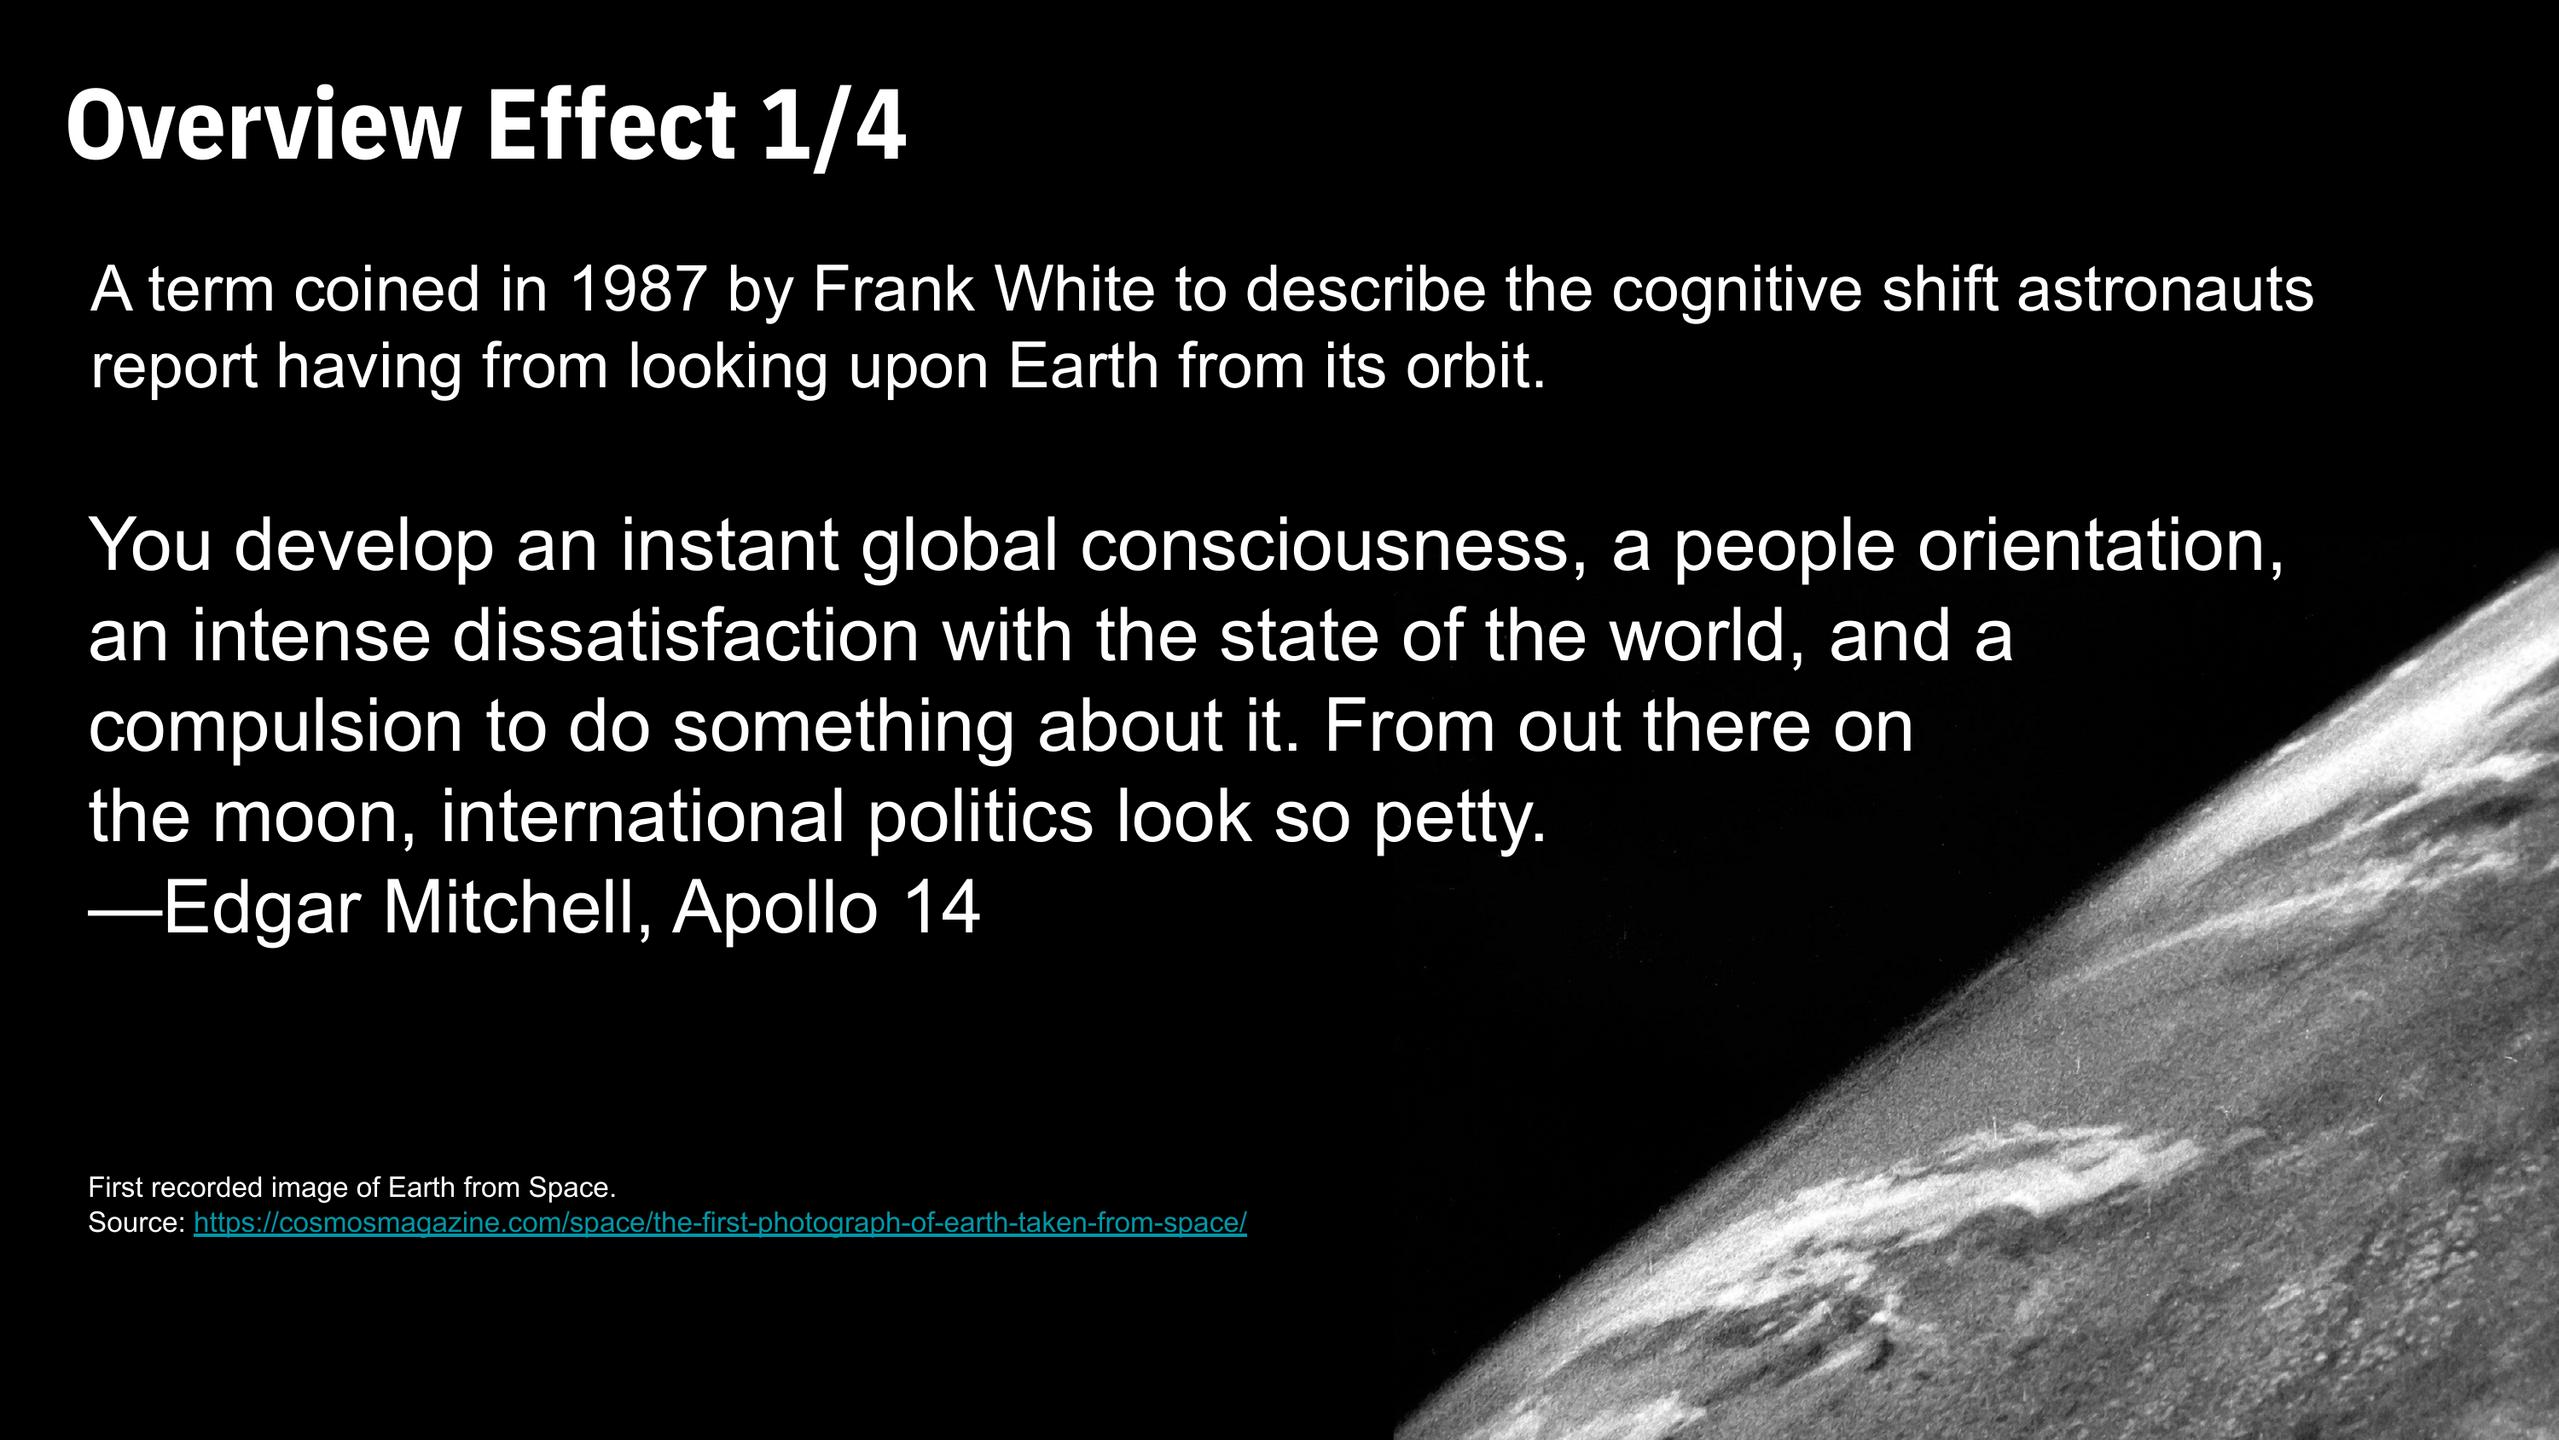 Overview Effect 1/4
A term coined in 1987 by Frank White to describe the cognitive shift astronauts
report having from looking upon Earth from its orbit.
You develop an instant global consciousness, a people orientation,
an intense dissatisfaction with the state of the world, and a
compulsion to do something about it. From out there on
the moon, international politics look so petty.
—Edgar Mitchell, Apollo 14
First recorded image of Earth from Space.
Source: https://cosmosmagazine.com/space/the-first-photograph-of-earth-taken-from-space/